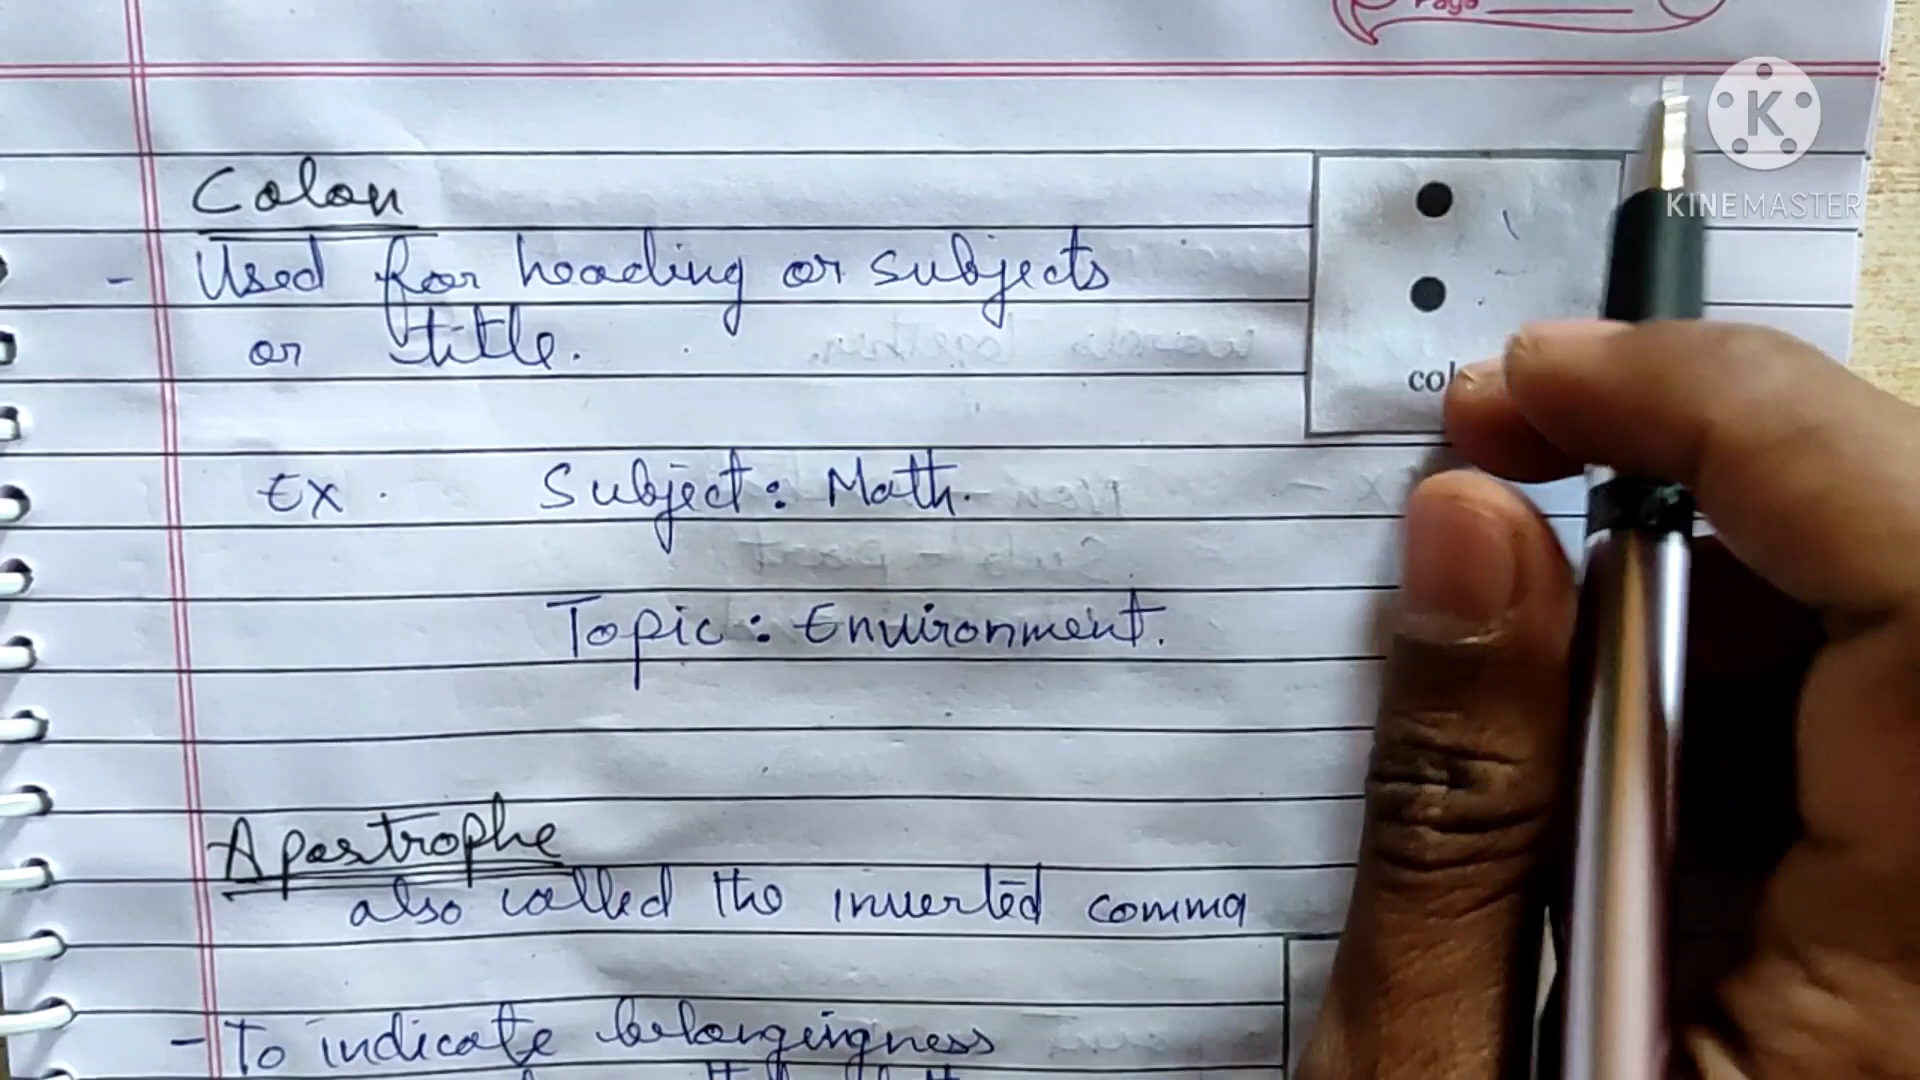 Page
Colon
- Used for heading or subjects
or title.
Ex. Subject: Math.
Topic: Environment.
Apostrophe
also called the inverted comma
- To indicate belongingness
K
KINEMASTER